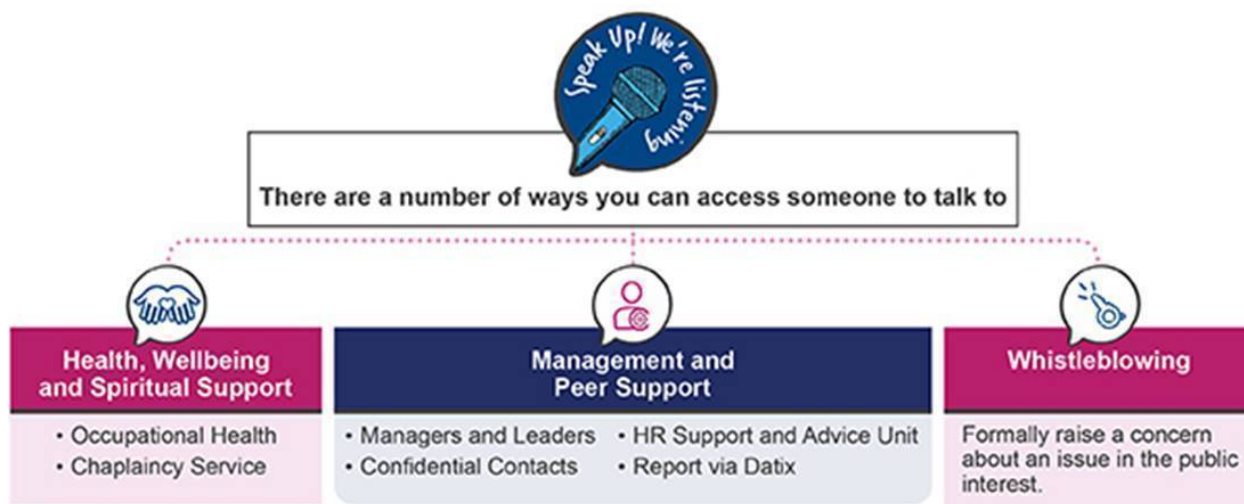 Speak Up! We're listening
There are a number of ways you can access someone to talk to
Health, Wellbeing
and Spiritual Support
• Occupational Health
• Chaplaincy Service
Management and
Peer Support
• Managers and Leaders
• Confidential Contacts
• HR Support and Advice Unit
• Report via Datix
Whistleblowing
Formally raise a concern
about an issue in the public
interest.